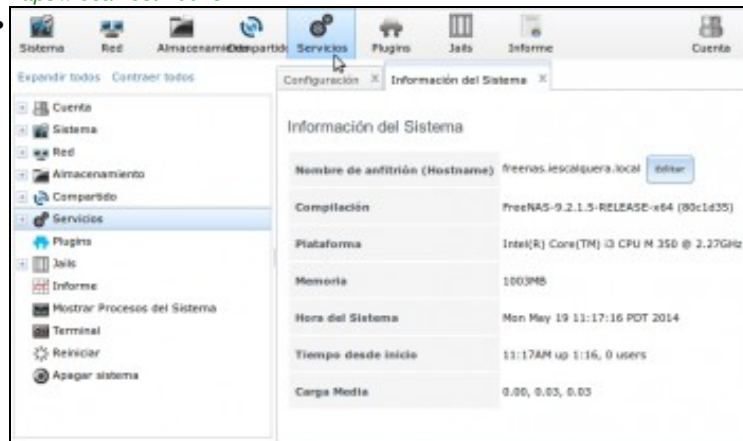 Sistema Red Almacenamiento Compartido Servicios Plugins Jails Informe Cuenta
Expandir todos Contraer todos
Configuración X Información del Sistema X
Cuenta
Sistema
Red
Almacenamiento
Compartido
Servicios
Plugins
Jails
Informe
Mostrar Procesos del Sistema
Terminal
Reiniciar
Apagar sistema
Información del Sistema
Nombre de anfitrión (Hostname) freenas.iescalquera.local Editar
Compilación FreeNAS-9.2.1.5-RELEASE-x64 (80c1d35)
Plataforma Intel(R) Core(TM) i3 CPU M 350 @ 2.27GHz
Memoria 1003MB
Hora del Sistema Mon May 19 11:17:16 PDT 2014
Tiempo desde inicio 11:17AM up 1:16, 0 users
Carga Media 0.00, 0.03, 0.03